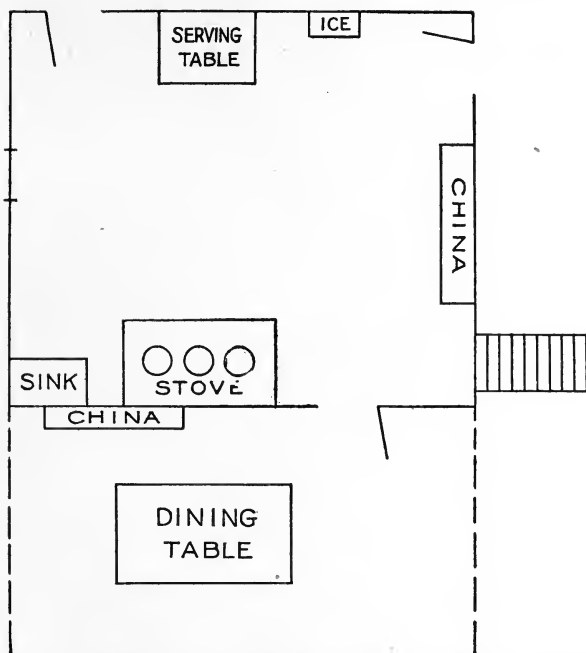 SERVING
TABLE
ICE
CHINA
SINK
STOVE
CHINA
DINING
TABLE